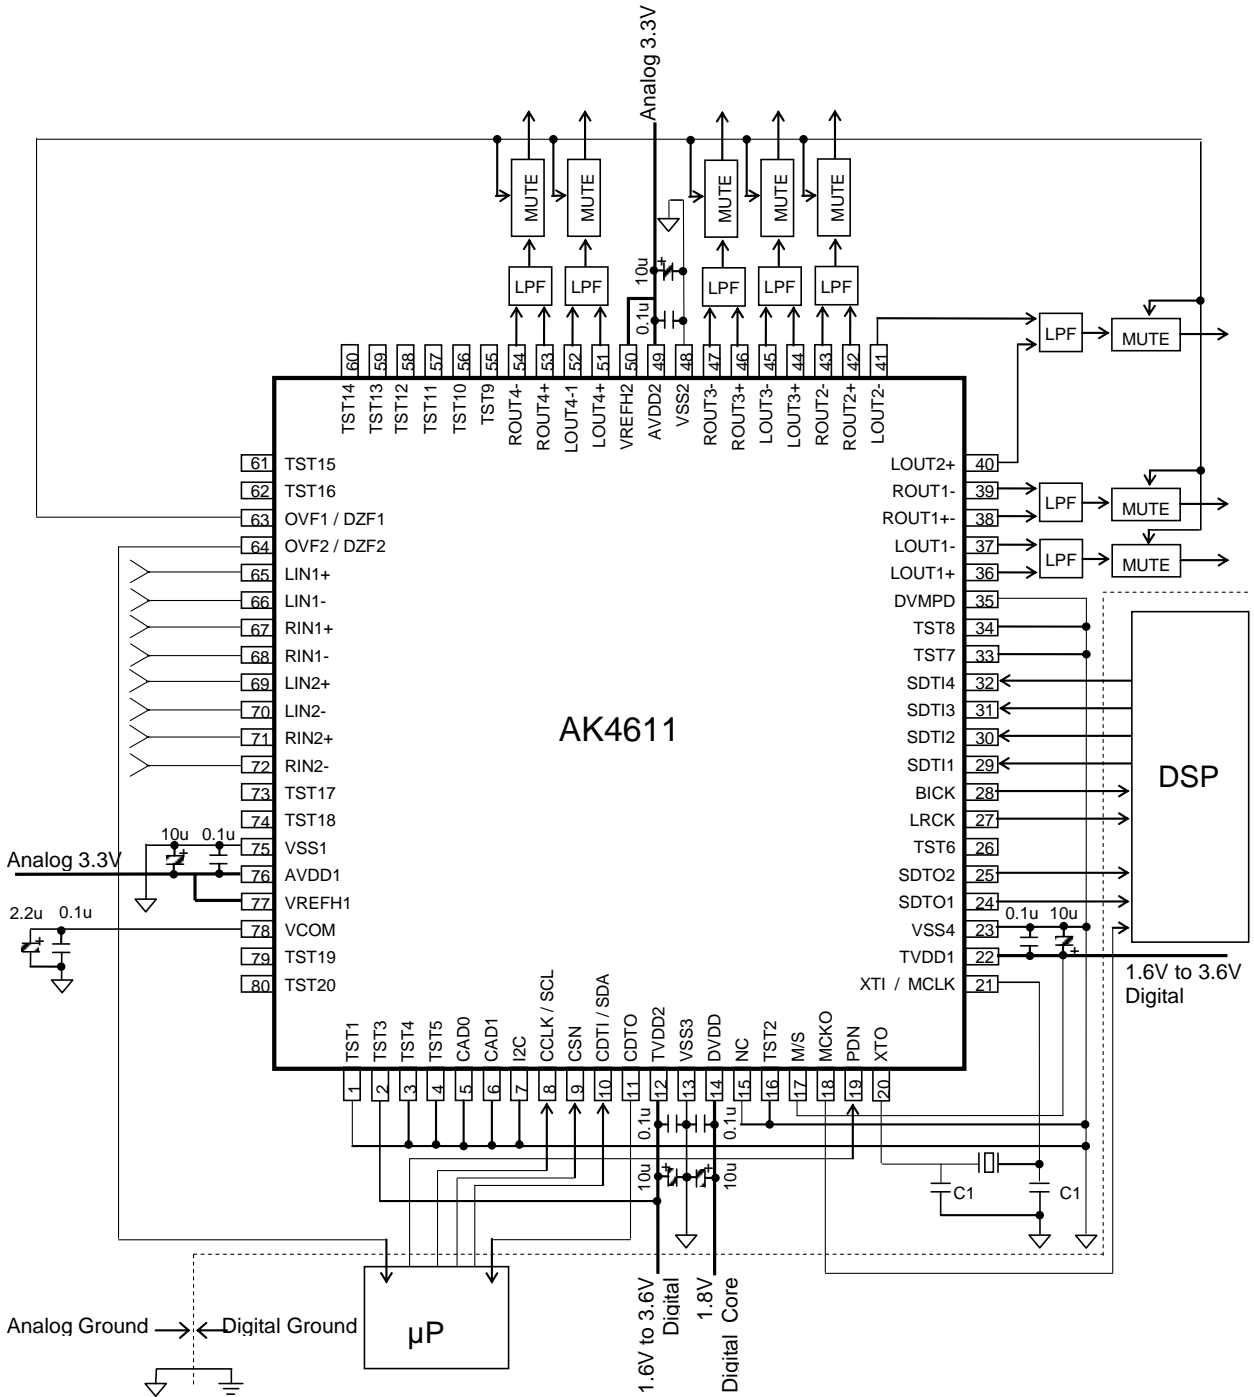 Analog 3.3V
MUTE
MUTE
MUTE
MUTE
MUTE
LPF
LPF
10u
+
LPF
LPF
LPF
0.1u
LPF
MUTE
60
59
58
57
56
55
54
53
52
51
50
49
48
47
46
45
44
43
42
41
TST14
TST13
TST12
TST11
TST10
TST9
ROUT4-
ROUT4+
LOUT4-1
LOUT4+
VREFH2
AVDD2
VSS2
ROUT3-
ROUT3+
LOUT3-
LOUT3+
ROUT2-
ROUT2+
LOUT2-
61 TST15
62 TST16
63 OVF1 / DZF1
64 OVF2 / DZF2
65 LIN1+
66 LIN1-
67 RIN1+
68 RIN1-
69 LIN2+
70 LIN2-
71 RIN2+
72 RIN2-
73 TST17
74 TST18
10u 0.1u
75 VSS1
+
Analog 3.3V
76 AVDD1
77 VREFH1
2.2u 0.1u
78 VCOM
+
79 TST19
80 TST20
AK4611
LOUT2+ 40
ROUT1- 39
LPF
MUTE
ROUT1+- 38
LOUT1- 37
LPF
MUTE
LOUT1+ 36
DVMPD 35
TST8 34
TST7 33
SDTI4 32
SDTI3 31
SDTI2 30
SDTI1 29
DSP
BICK 28
LRCK 27
TST6 26
SDTO2 25
SDTO1 24
0.1u 10u
VSS4 23
+
TVDD1 22
1.6V to 3.6V
Digital
XTI / MCLK 21
TST1
TST3
TST4
TST5
CAD0
CAD1
I2C
CCLK / SCL
CSN
CDTI / SDA
CDTO
TVDD2
VSS3
DVDD
NC
TST2
M/S
MCKO
PDN
XTO
1
2
3
4
5
6
7
8
9
10
11
12
13
14
15
16
17
18
19
20
0.1u
0.1u
10u
+
+
10u
C1
C1
1.6V to 3.6V
Digital
1.8V
Digital Core
µP
Analog Ground
Digital Ground